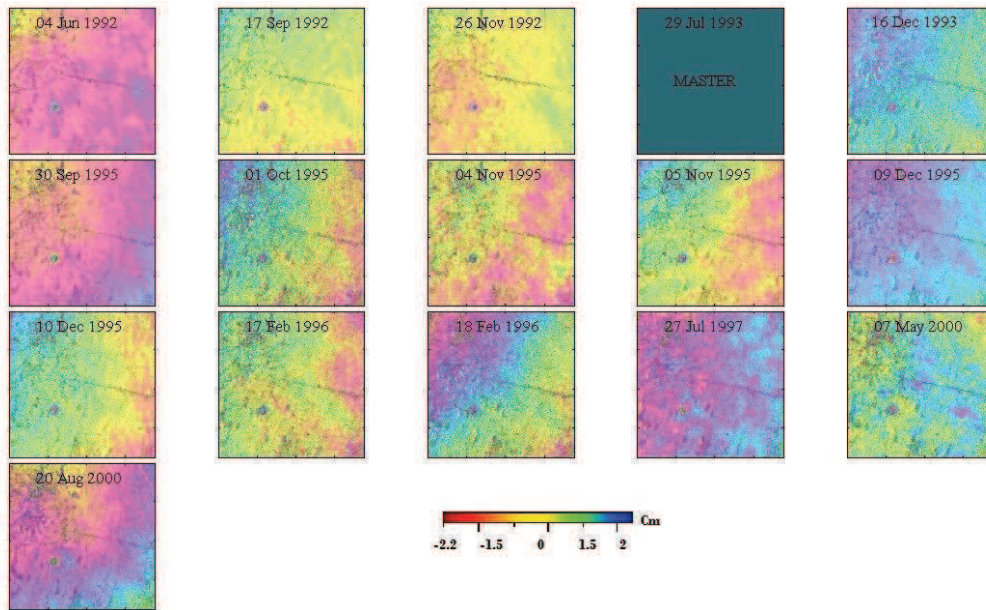 04 Jun 1992
17 Sep 1992
26 Nov 1992
29 Jul 1993
16 Dec 1993
MASTER
30 Sep 1995
01 Oct 1995
04 Nov 1995
05 Nov 1995
09 Dec 1995
10 Dec 1995
17 Feb 1996
18 Feb 1996
27 Jul 1997
07 May 2000
20 Aug 2000
Cm
-2.2 -1.5 0 1.5 2